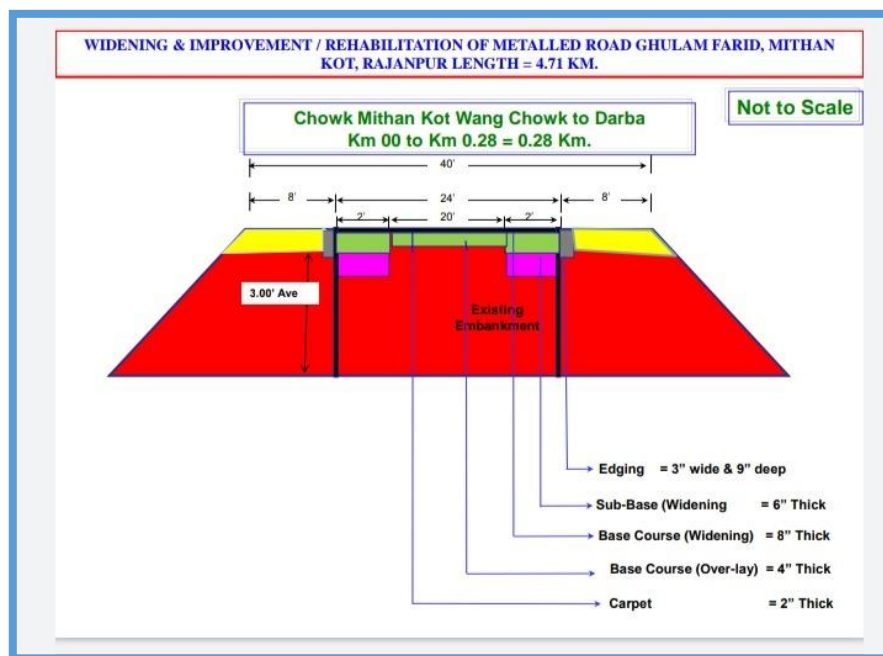 WIDENING & IMPROVEMENT / REHABILITATION OF METALLED ROAD GHULAM FARID, MITHAN
KOT, RAJANPUR LENGTH = 4.71 KM.
Not to Scale
Chowk Mithan Kot Wang Chowk to Darba
Km 00 to Km 0.28 = 0.28 Km.
40'
8' 24' 8'
2' 20' 2'
3.00' Ave
Existing
Embankment
Edging = 3" wide & 9" deep
Sub-Base (Widening = 6" Thick
Base Course (Widening) = 8" Thick
Base Course (Over-lay) = 4" Thick
Carpet = 2" Thick